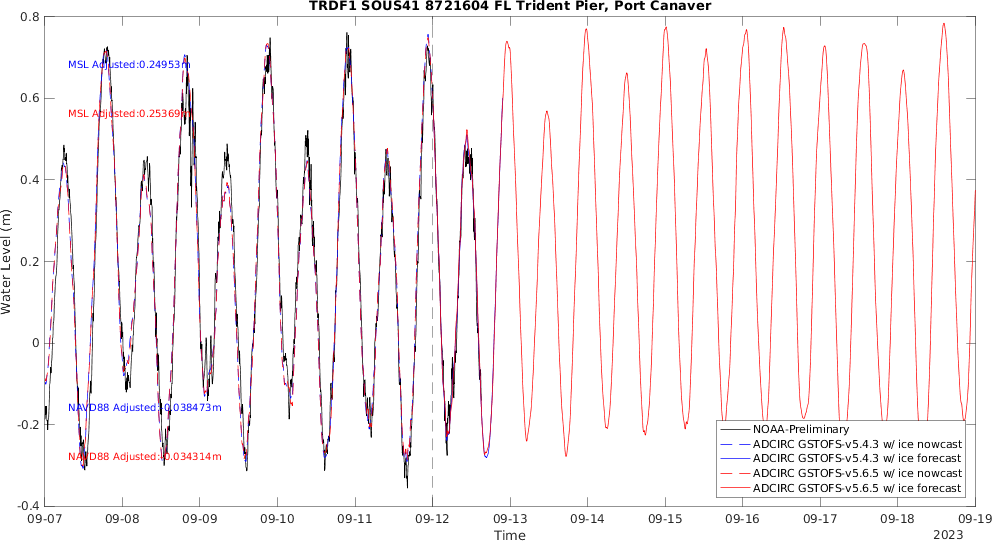 TRDF1 SOUS41 8721604 FL Trident Pier, Port Canaver
0.8
0.6
0.4
0.2
0
-0.2
-0.4
Water Level (m)
MSL Adjusted:0.24953m
MSL Adjusted:0.25369
NAVD88 Adjusted:-0.038473m
NAVD88 Adjusted:-0.034314m
NOAA-Preliminary
ADCIRC GSTOFS-v5.4.3 w/ ice nowcast
ADCIRC GSTOFS-v5.4.3 w/ ice forecast
ADCIRC GSTOFS-v5.6.5 w/ ice nowcast
ADCIRC GSTOFS-v5.6.5 w/ ice forecast
09-07 09-08 09-09 09-10 09-11 09-12 09-13 09-14 09-15 09-16 09-17 09-18 09-19
Time
2023